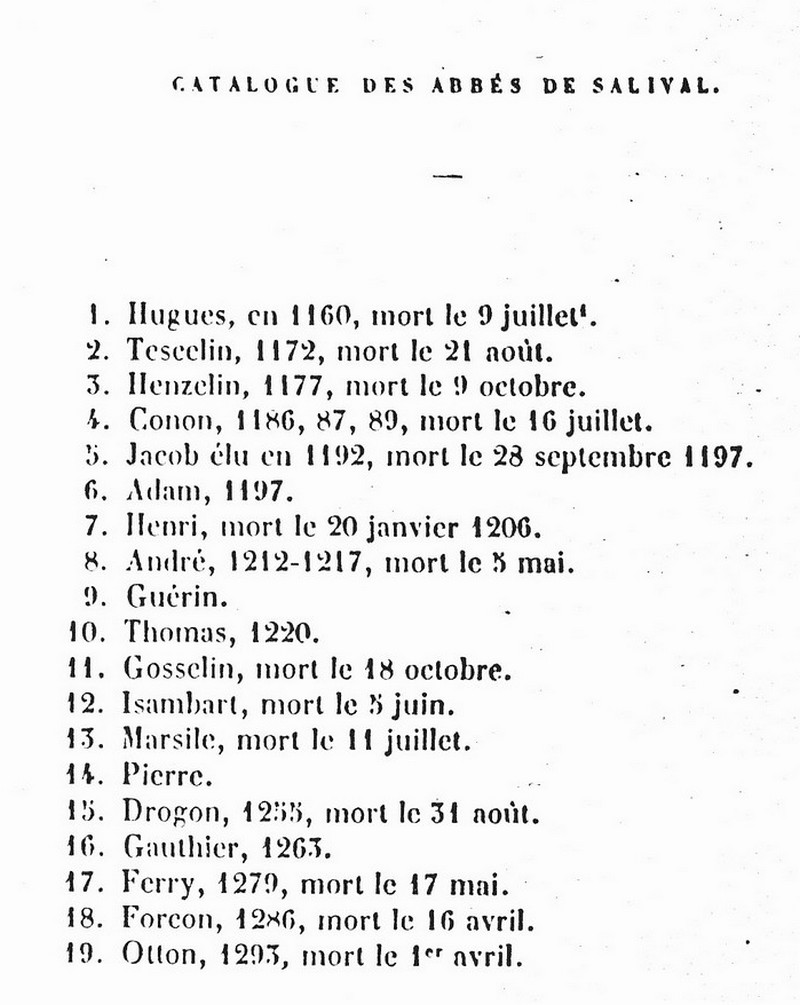 CATALOGUE DES ABBÉS DE SALIVAL.
1. Hugues, en 1160, mort le 9 juillet¹.
2. Tescelin, 1172, mort le 21 août.
3. Henzelin, 1177, mort le 9 octobre.
4. Conon, 1186, 87, 89, mort le 16 juillet.
5. Jacob élu en 1192, mort le 28 septembre 1197.
6. Adam, 1197.
7. Henri, mort le 20 janvier 1206.
8. André, 1212-1217, mort le 5 mai.
9. Guérin.
10. Thomas, 1220.
11. Gosselin, mort le 18 octobre.
12. Isambart, mort le 5 juin.
13. Marsile, mort le 11 juillet.
14. Pierre.
15. Drogon, 1255, mort le 31 août.
16. Gauthier, 1263.
17. Ferry, 1279, mort le 17 mai.
18. Forcon, 1286, mort le 16 avril.
19. Otton, 1293, mort le 1er avril.